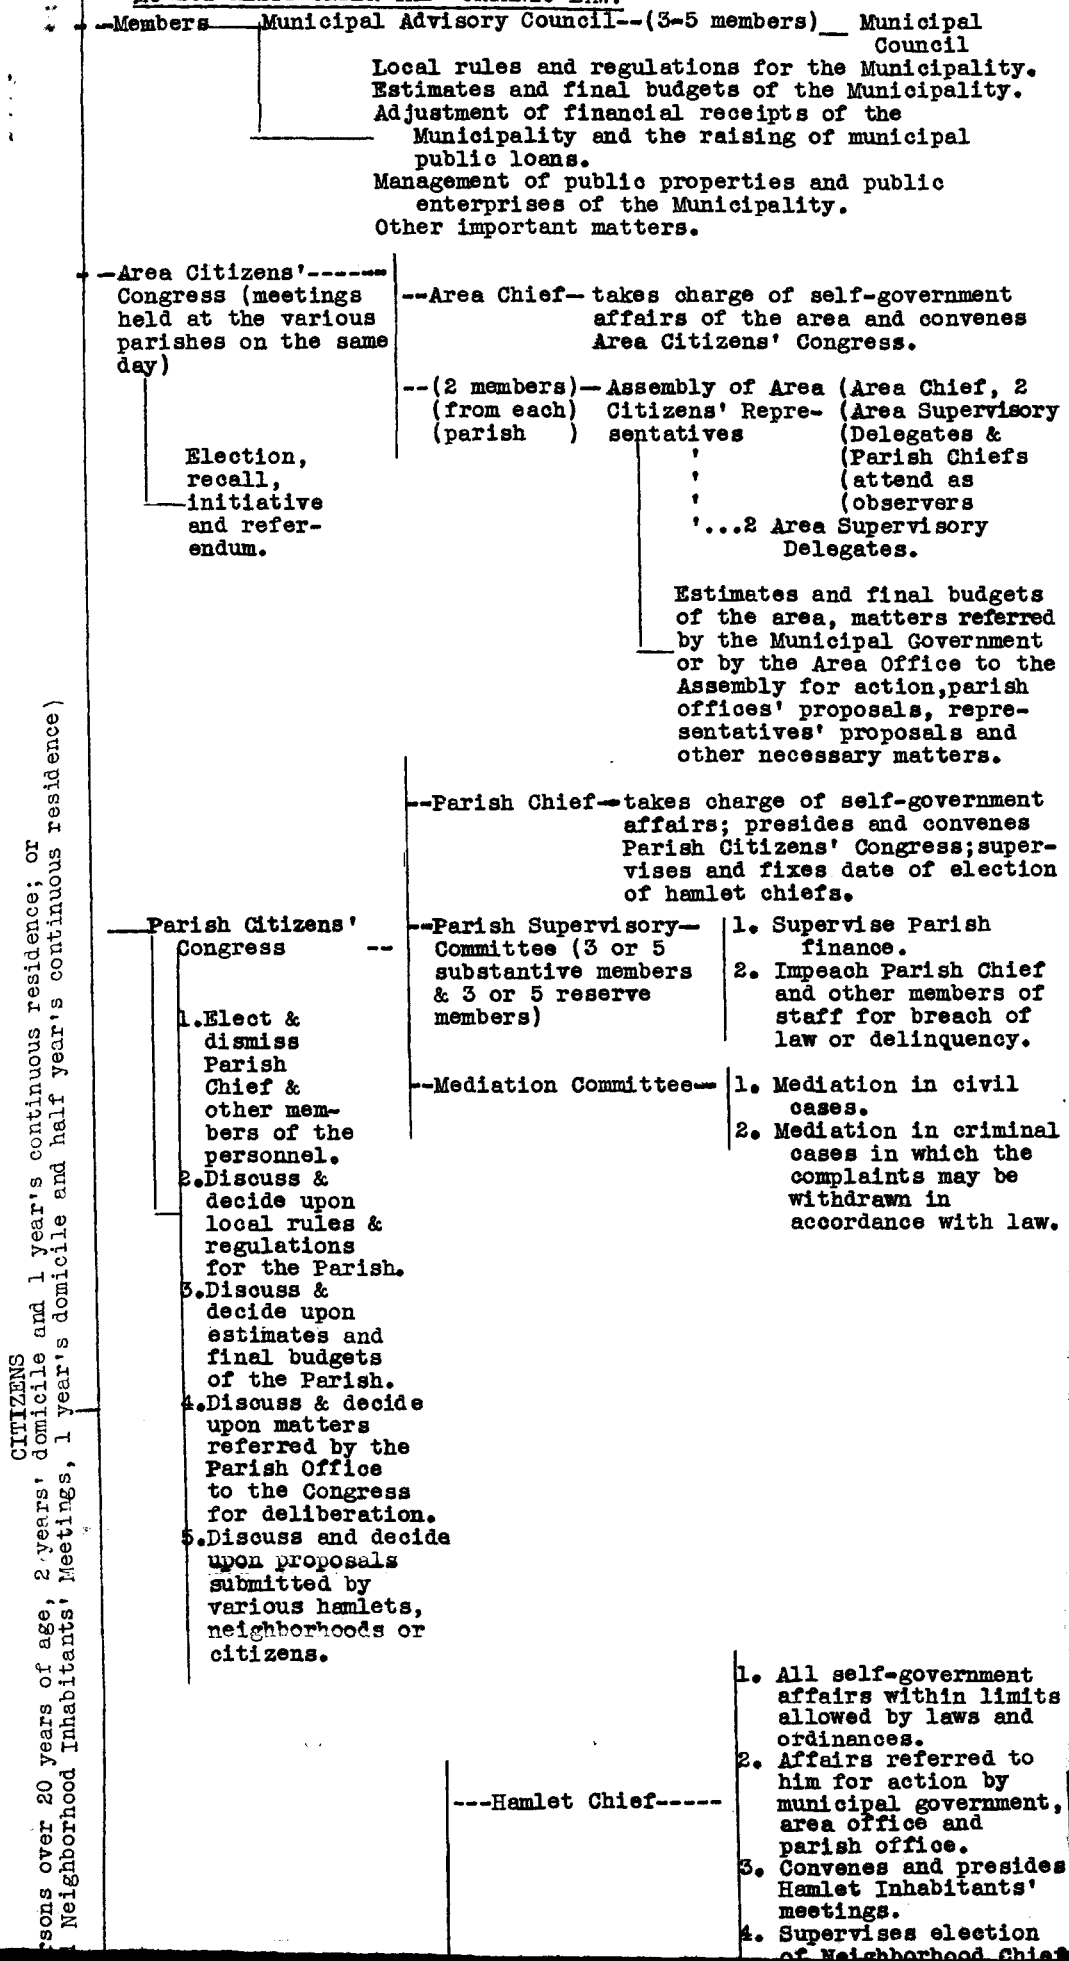 --Members Municipal Advisory Council--(3-5 members)__ Municipal
Council
Local rules and regulations for the Municipality.
Estimates and final budgets of the Municipality.
Adjustment of financial receipts of the
Municipality and the raising of municipal
public loans.
Management of public properties and public
enterprises of the Municipality.
Other important matters.
--Area Citizens'------
Congress (meetings
held at the various
parishes on the same
day)
Election,
recall,
initiative
and refer-
endum.
--Area Chief-- takes charge of self-government
affairs of the area and convenes
Area Citizens' Congress.
--(2 members)-- Assembly of Area (Area Chief, 2
(from each) Citizens' Repre- (Area Supervisory
(parish ) sentatives (Delegates &
' (Parish Chiefs
' (attend as
' (observers
'...2 Area Supervisory
Delegates.
Estimates and final budgets
of the area, matters referred
by the Municipal Government
or by the Area Office to the
Assembly for action,parish
offices' proposals, repre-
sentatives' proposals and
other necessary matters.
--Parish Chief--takes charge of self-government
affairs; presides and convenes
Parish Citizens' Congress;super-
vises and fixes date of election
of hamlet chiefs.
Parish Citizens'
Congress --
1.Elect &
dismiss
Parish
Chief &
other mem-
bers of the
personnel.
2.Discuss &
decide upon
local rules &
regulations
for the Parish.
3.Discuss &
decide upon
estimates and
final budgets
of the Parish.
4.Discuss & decide
upon matters
referred by the
Parish Office
to the Congress
for deliberation.
5.Discuss and decide
upon proposals
submitted by
various hamlets,
neighborhoods or
citizens.
--Parish Supervisory--
Committee (3 or 5
substantive members
& 3 or 5 reserve
members)
1. Supervise Parish
finance.
2. Impeach Parish Chief
and other members of
staff for breach of
law or delinquency.
--Mediation Committee--
1. Mediation in civil
cases.
2. Mediation in criminal
cases in which the
complaints may be
withdrawn in
accordance with law.
---Hamlet Chief-----
1. All self-government
affairs within limits
allowed by laws and
ordinances.
2. Affairs referred to
him for action by
municipal government,
area office and
parish office.
3. Convenes and presides
Hamlet Inhabitants'
meetings.
4. Supervises election
of Neighborhood Chief
CITIZENS
rsons over 20 years of age, 2 years' domicile and 1 year's continuous residence; or
Neighborhood Inhabitants' Meetings, 1 year's domicile and half year's continuous residence)